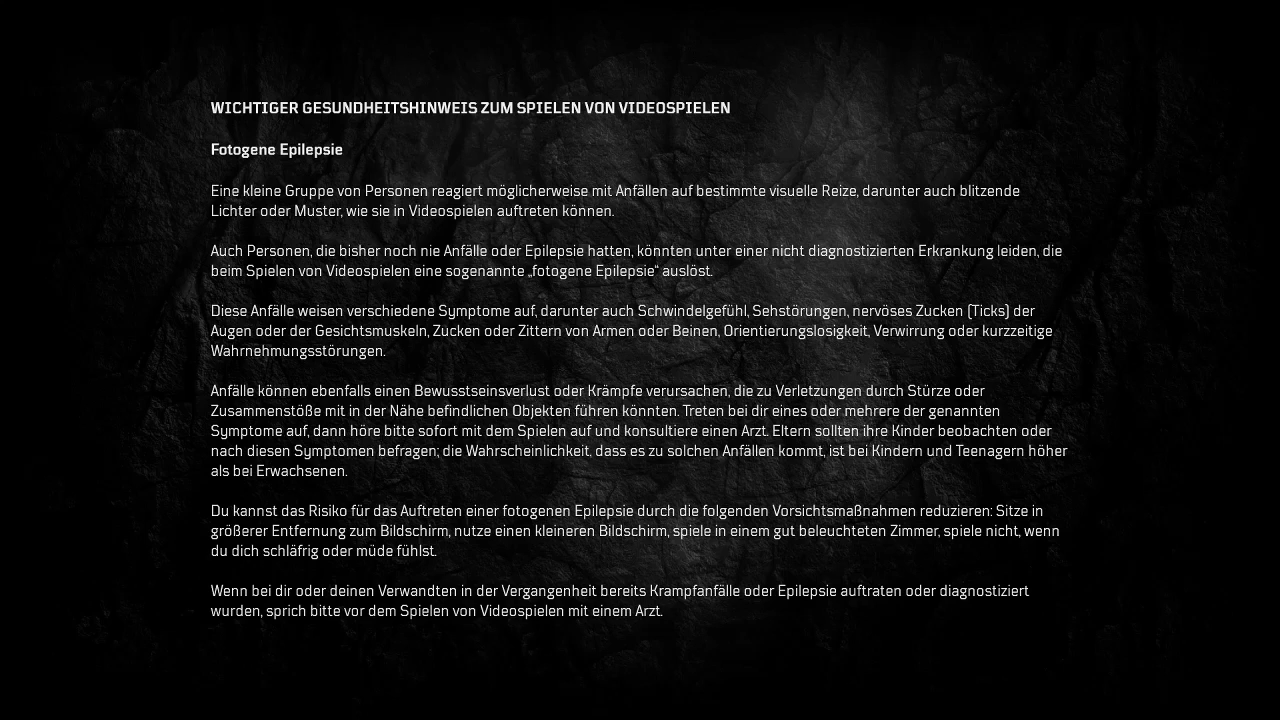 WICHTIGER GESUNDHEITSHINWEIS ZUM SPIELEN VON VIDEOSPIELEN
Fotogene Epilepsie
Eine kleine Gruppe von Personen reagiert möglicherweise mit Anfällen auf bestimmte visuelle Reize, darunter auch blitzende
Lichter oder Muster, wie sie in Videospielen auftreten können.
Auch Personen, die bisher noch nie Anfälle oder Epilepsie hatten, könnten unter einer nicht diagnostizierten Erkrankung leiden, die
beim Spielen von Videospielen eine sogenannte „fotogene Epilepsie“ auslöst.
Diese Anfälle weisen verschiedene Symptome auf, darunter auch Schwindelgefühl, Sehstörungen, nervöses Zucken (Ticks) der
Augen oder der Gesichtsmuskeln, Zucken oder Zittern von Armen oder Beinen, Orientierungslosigkeit, Verwirrung oder kurzzeitige
Wahrnehmungsstörungen.
Anfälle können ebenfalls einen Bewusstseinsverlust oder Krämpfe verursachen, die zu Verletzungen durch Stürze oder
Zusammenstöße mit in der Nähe befindlichen Objekten führen könnten. Treten bei dir eines oder mehrere der genannten
Symptome auf, dann höre bitte sofort mit dem Spielen auf und konsultiere einen Arzt. Eltern sollten ihre Kinder beobachten oder
nach diesen Symptomen befragen; die Wahrscheinlichkeit, dass es zu solchen Anfällen kommt, ist bei Kindern und Teenagern höher
als bei Erwachsenen.
Du kannst das Risiko für das Auftreten einer fotogenen Epilepsie durch die folgenden Vorsichtsmaßnahmen reduzieren: Sitze in
größerer Entfernung zum Bildschirm, nutze einen kleineren Bildschirm, spiele in einem gut beleuchteten Zimmer, spiele nicht, wenn
du dich schläfrig oder müde fühlst.
Wenn bei dir oder deinen Verwandten in der Vergangenheit bereits Krampfanfälle oder Epilepsie auftraten oder diagnostiziert
wurden, sprich bitte vor dem Spielen von Videospielen mit einem Arzt.